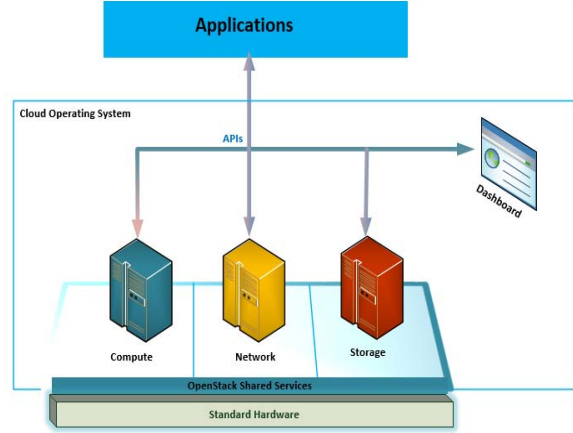 Applications
Cloud Operating System
APIs
Dashboard
Compute
Network
Storage
OpenStack Shared Services
Standard Hardware